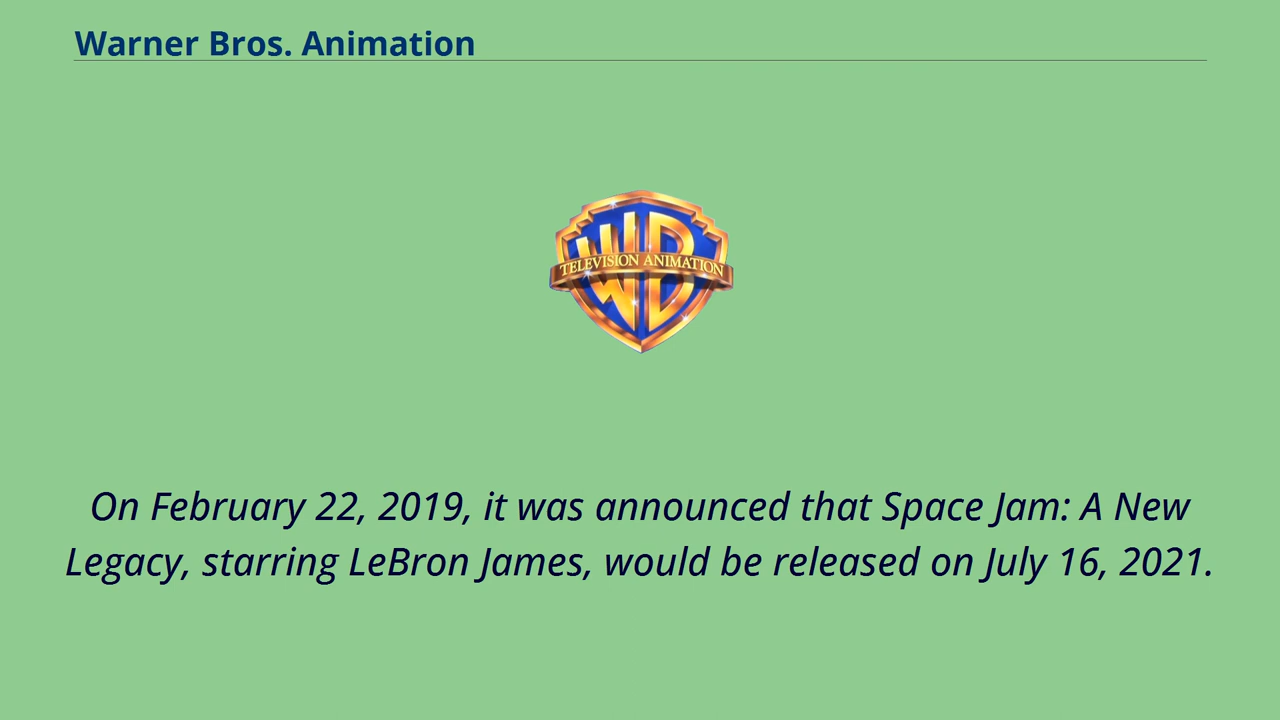 Warner Bros. Animation
WB
TELEVISION ANIMATION
On February 22, 2019, it was announced that Space Jam: A New
Legacy, starring LeBron James, would be released on July 16, 2021.